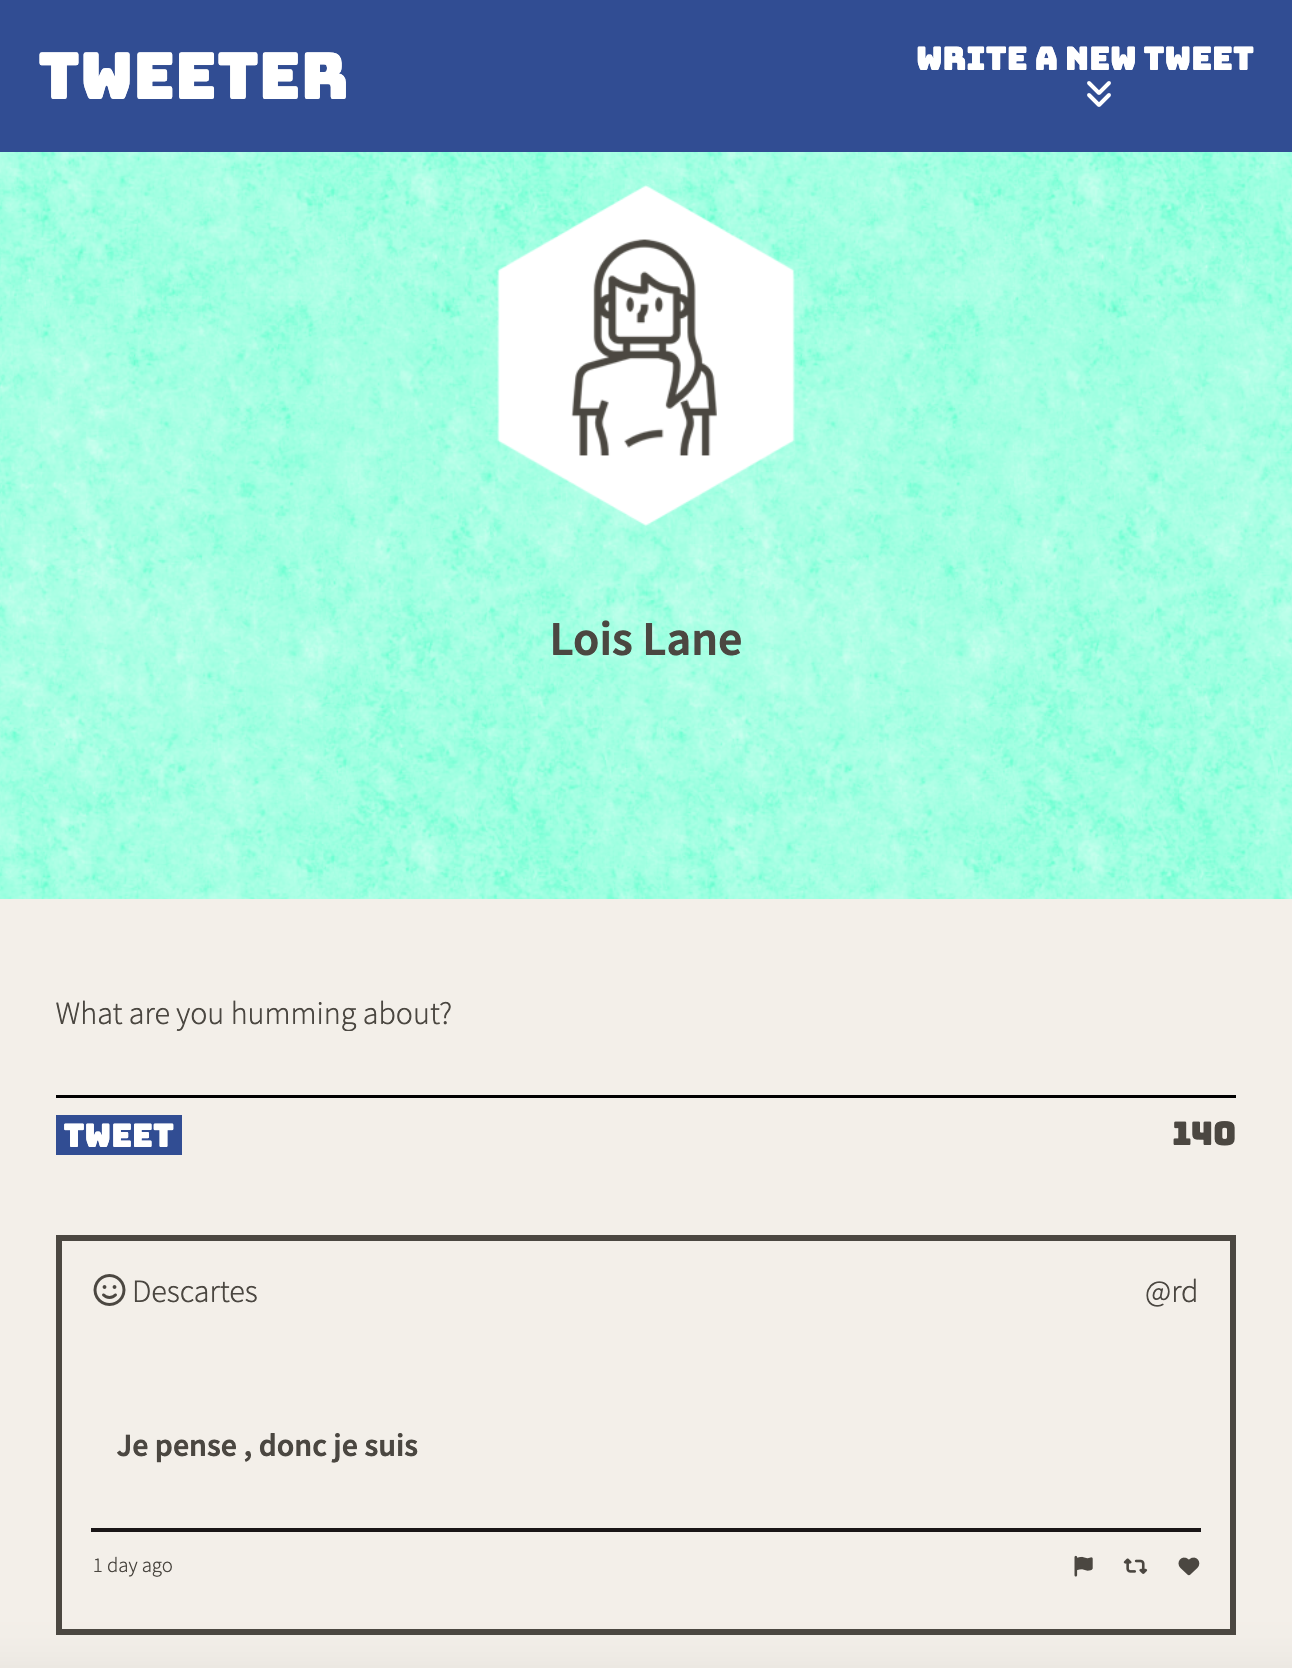 TWEETER
WRITE A NEW TWEET
Lois Lane
What are you humming about?
TWEET
140
Descartes
@rd
Je pense , donc je suis
1 day ago